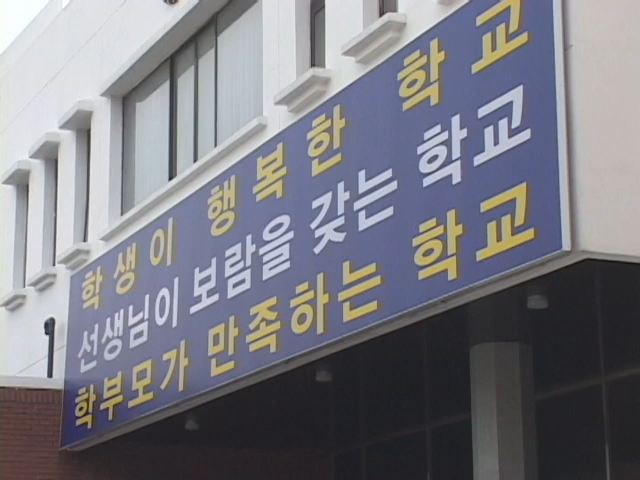 학생이 행복한 학교
선생님이 보람을 갖는 학교
학부모가 만족하는 학교